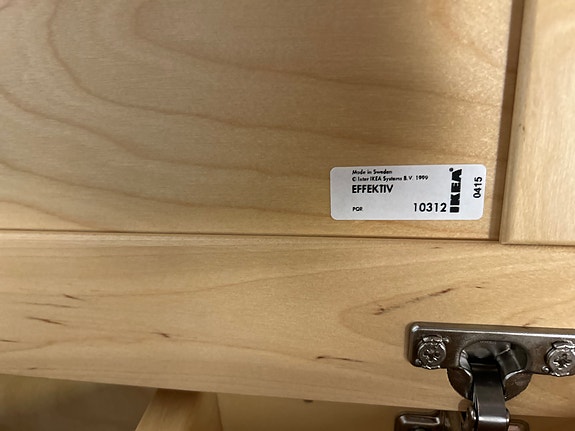 Made in Sweden
© Inter IKEA Systems B.V. 1999
EFFEKTIV
PGR 10312
IKEA®
0415